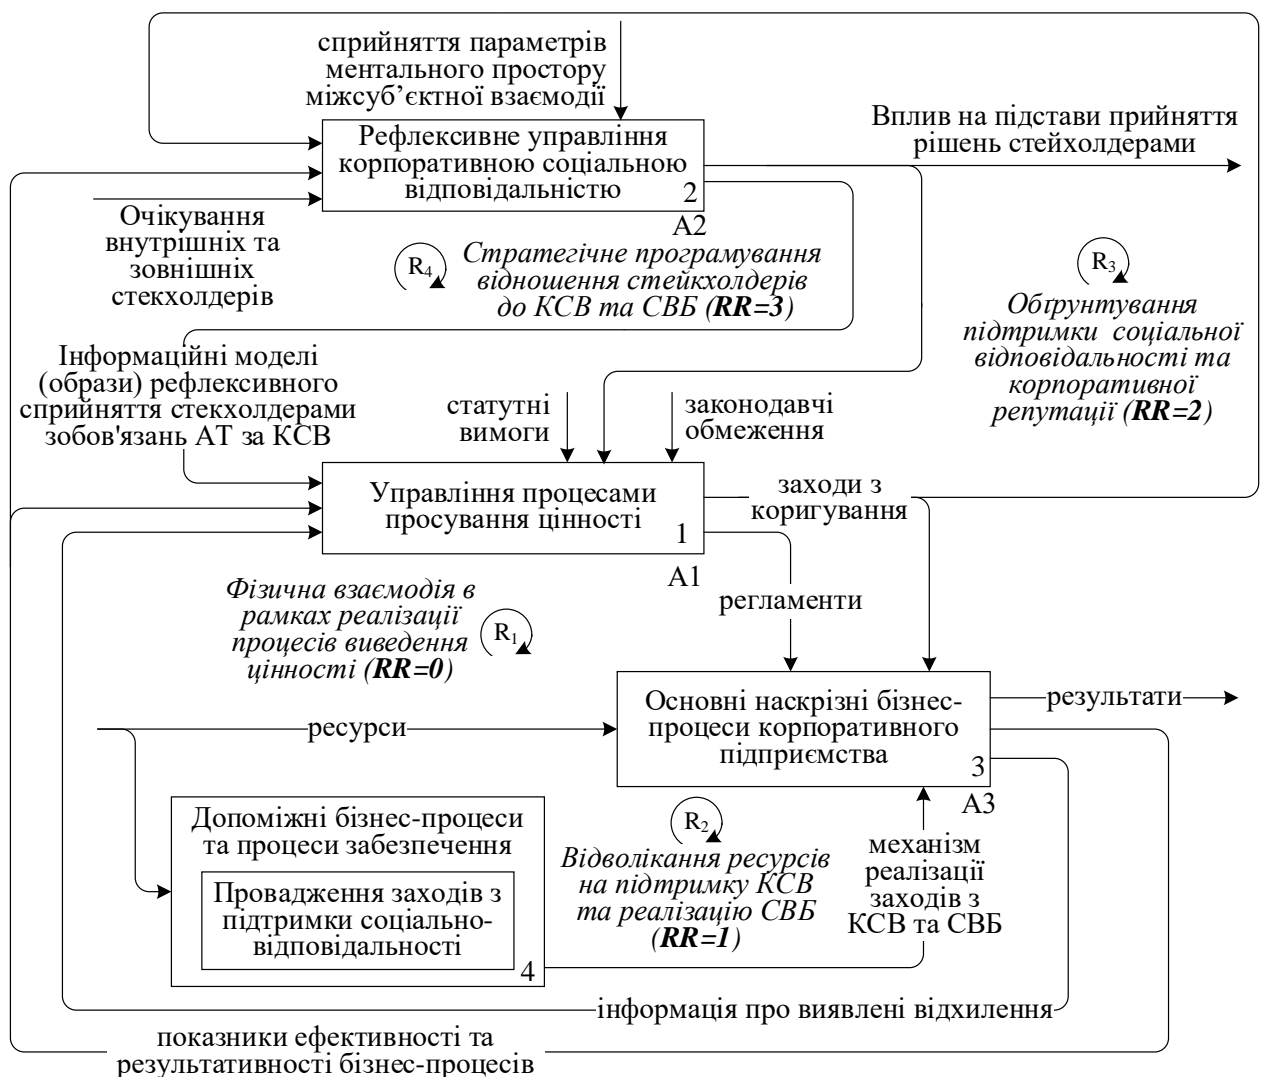 сприйняття параметрів
ментального простору
міжсуб’єктної взаємодії
Вплив на підстави прийняття
рішень стейхолдерами
Рефлексивне управління
корпоративною соціальною
відповідальністю
2
А2
Очікування
внутрішніх та
зовнішніх
стекхолдерів
R4
Стратегічне програмування
відношення стейкхолдерів
до КСВ та СВБ (RR=3)
R3
Обґрунтування
підтримки соціальної
відповідальності та
корпоративної
репутації (RR=2)
Інформаційні моделі
(образи) рефлексивного
сприйняття стекхолдерами
зобов'язань АТ за КСВ
статутні
вимоги
законодавчі
обмеження
Управління процесами
просування цінності
1
А1
заходи з
коригування
регламенти
Фізична взаємодія в
рамках реалізації
процесів виведення
цінності (RR=0)
R1
Основні наскрізні бізнес-
процеси корпоративного
підприємства
3
А3
результати
ресурси
Допоміжні бізнес-процеси
та процеси забезпечення
Провадження заходів з
підтримки соціально-
відповідальності
4
R2
Відволікання ресурсів
на підтримку КСВ
та реалізацію СВБ
(RR=1)
механізм
реалізації
заходів з
КСВ та СВБ
інформація про виявлені відхилення
показники ефективності та
результативності бізнес-процесів